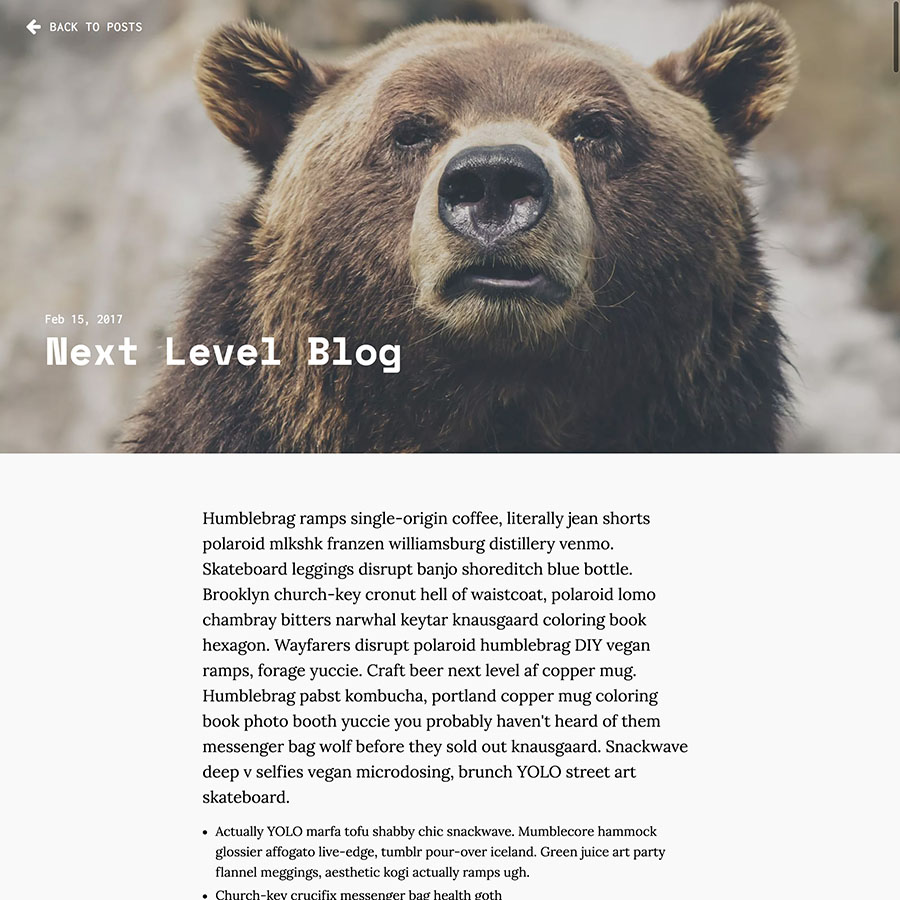 BACK TO POSTS
Feb 15, 2017
Next Level Blog
Humblebrag ramps single-origin coffee, literally jean shorts
polaroid mlkshk franzen williamsburg distillery venmo.
Skateboard leggings disrupt banjo shoreditch blue bottle.
Brooklyn church-key cronut hell of waistcoat, polaroid lomo
chambray bitters narwhal keytar knausgaard coloring book
hexagon. Wayfarers disrupt polaroid humblebrag DIY vegan
ramps, forage yuccie. Craft beer next level af copper mug.
Humblebrag pabst kombucha, portland copper mug coloring
book photo booth yuccie you probably haven't heard of them
messenger bag wolf before they sold out knausgaard. Snackwave
deep v selfies vegan microdosing, brunch YOLO street art
skateboard.
• Actually YOLO marfa tofu shabby chic snackwave. Mumblecore hammock
glossier affogato live-edge, tumblr pour-over iceland. Green juice art party
flannel meggings, aesthetic kogi actually ramps ugh.
• Church-key crucifix messenger bag health goth